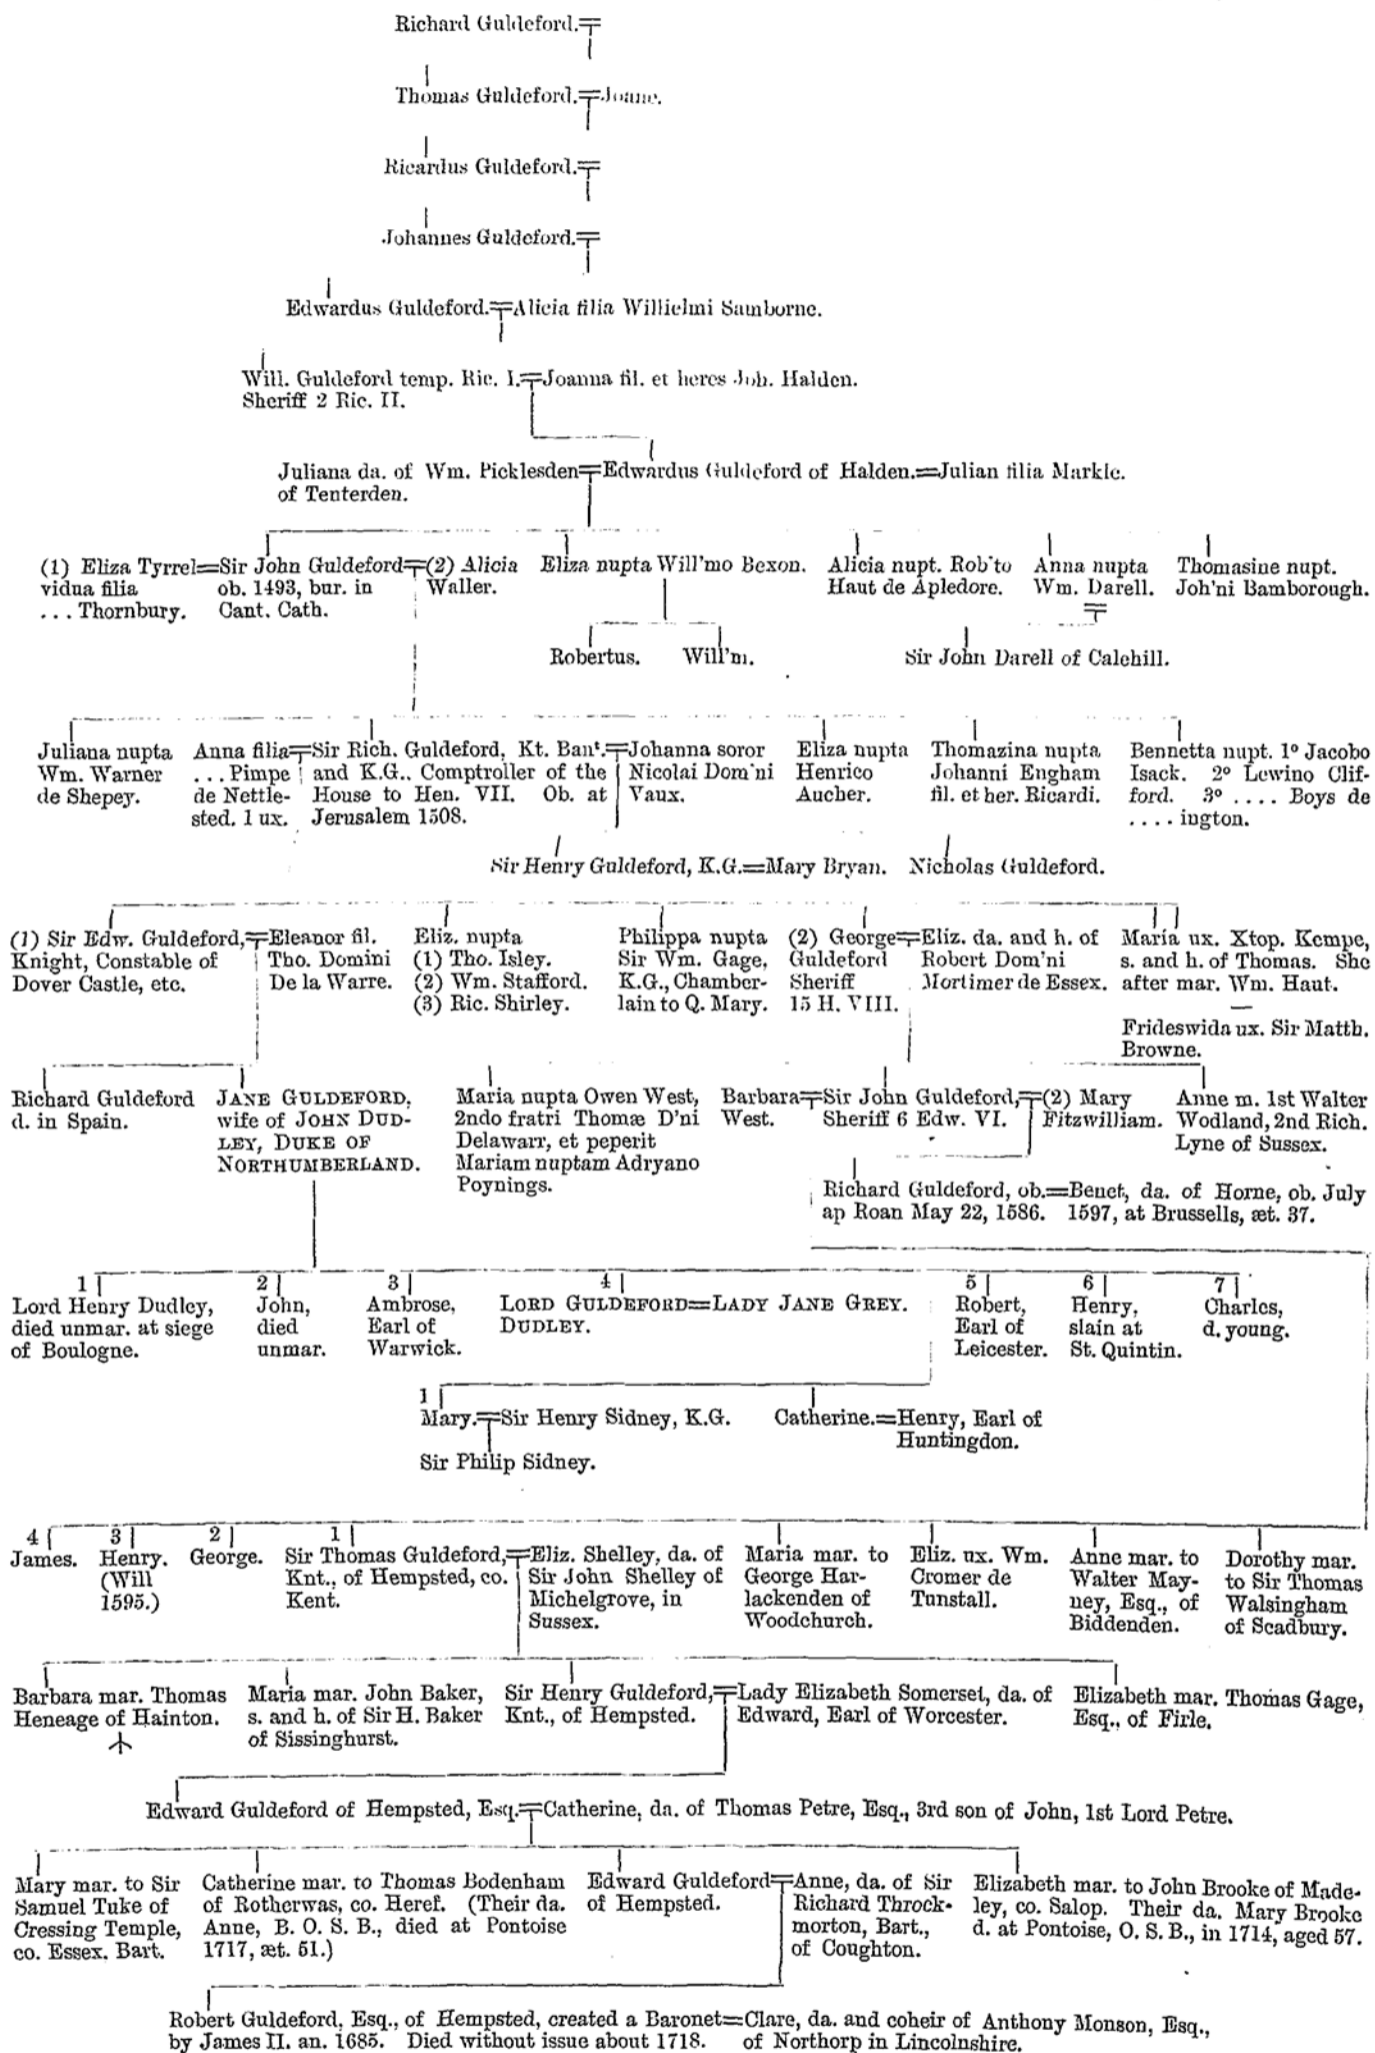 Richard Guldeford.
Thomas Guldeford. Joane.
Ricardus Guldeford.
Johannes Guldeford.
Edwardus Guldeford. Alicia filia Willielmi Samborne.
Will. Guldeford temp. Ric. I. Joanna fil. et heres Joh. Halden.
Sheriff 2 Ric. II.
Juliana da. of Wm. Picklesden Edwardus Guldeford of Halden.=Julian filia Markle.
of Tenterden.
(1) Eliza Tyrrel=Sir John Guldeford (2) Alicia
vidua filia ob. 1493, bur. in Waller.
... Thornbury. Cant. Cath.
Eliza nupta Will'mo Bexon.
Alicia nupt. Rob'to
Haut de Apledore.
Anna nupta
Wm. Darell.
Thomasine nupt.
Joh'ni Bamborough.
Robertus. Will'm. Sir John Darell of Calehill.
Juliana nupta
Wm. Warner
de Shepey.
Anna filia
... Pimpe
de Nettle-
sted. 1 ux.
Sir Rich. Guldeford, Kt. Banᵗ.
and K.G., Comptroller of the
House to Hen. VII. Ob. at
Jerusalem 1508.
Johanna soror
Nicolai Dom'ni
Vaux.
Eliza nupta
Henrico
Aucher.
Thomazina nupta
Johanni Engham
fil. et her. Ricardi.
Bennetta nupt. 1º Jacobo
Isack. 2º Lewino Clif-
ford. 3º .... Boys de
.... ington.
Sir Henry Guldeford, K.G.=Mary Bryan. Nicholas Guldeford.
(1) Sir Edw. Guldeford,
Knight, Constable of
Dover Castle, etc.
Eleanor fil.
Tho. Domini
De la Warre.
Eliz. nupta
(1) Tho. Isley.
(2) Wm. Stafford.
(3) Ric. Shirley.
Philippa nupta
Sir Wm. Gage,
K.G., Chamber-
lain to Q. Mary.
(2) George
Guldeford
Sheriff
15 H. VIII.
Eliz. da. and h. of
Robert Dom'ni
Mortimer de Essex.
Maria ux. Xtop. Kempe,
s. and h. of Thomas. She
after mar. Wm. Haut.
—
Frideswida ux. Sir Matth.
Browne.
Richard Guldeford
d. in Spain.
JANE GULDEFORD,
wife of JOHN DUD-
LEY, DUKE OF
NORTHUMBERLAND.
Maria nupta Owen West,
2ndo fratri Thomæ D'ni
Delawarr, et peperit
Mariam nuptam Adryano
Poynings.
Barbara
West.
Sir John Guldeford,
Sheriff 6 Edw. VI.
(2) Mary
Fitzwilliam.
Anne m. 1st Walter
Wodland, 2nd Rich.
Lyne of Sussex.
Richard Guldeford, ob.=Benet, da. of Horne, ob. July
ap Roan May 22, 1586. 1597, at Brussells, æt. 37.
1
Lord Henry Dudley,
died unmar. at siege
of Boulogne.
2
John,
died
unmar.
3
Ambrose,
Earl of
Warwick.
4
LORD GULDEFORD=LADY JANE GREY.
DUDLEY.
5
Robert,
Earl of
Leicester.
6
Henry,
slain at
St. Quintin.
7
Charles,
d. young.
1
Mary. Sir Henry Sidney, K.G.
Catherine.=Henry, Earl of
Huntingdon.
Sir Philip Sidney.
4
James.
3
Henry.
(Will
1595.)
2
George.
1
Sir Thomas Guldeford,
Knt., of Hempsted, co.
Kent.
Eliz. Shelley, da. of
Sir John Shelley of
Michelgrove, in
Sussex.
Maria mar. to
George Har-
lackenden of
Woodchurch.
Eliz. ux. Wm.
Cromer de
Tunstall.
Anne mar. to
Walter May-
ney, Esq., of
Biddenden.
Dorothy mar.
to Sir Thomas
Walsingham
of Scadbury.
Barbara mar. Thomas
Heneage of Hainton.
Maria mar. John Baker,
s. and h. of Sir H. Baker
of Sissinghurst.
Sir Henry Guldeford,
Knt., of Hempsted.
Lady Elizabeth Somerset, da. of
Edward, Earl of Worcester.
Elizabeth mar. Thomas Gage,
Esq., of Firle.
Edward Guldeford of Hempsted, Esq. Catherine, da. of Thomas Petre, Esq., 3rd son of John, 1st Lord Petre.
Mary mar. to Sir
Samuel Tuke of
Cressing Temple,
co. Essex. Bart.
Catherine mar. to Thomas Bodenham
of Rotherwas, co. Heref. (Their da.
Anne, B. O. S. B., died at Pontoise
1717, æt. 51.)
Edward Guldeford
of Hempsted.
Anne, da. of Sir
Richard Throck-
morton, Bart.,
of Coughton.
Elizabeth mar. to John Brooke of Made-
ley, co. Salop. Their da. Mary Brooke
d. at Pontoise, O. S. B., in 1714, aged 57.
Robert Guldeford, Esq., of Hempsted, created a Baronet=Clare, da. and coheir of Anthony Monson, Esq.,
by James II. an. 1685. Died without issue about 1718. of Northorp in Lincolnshire.